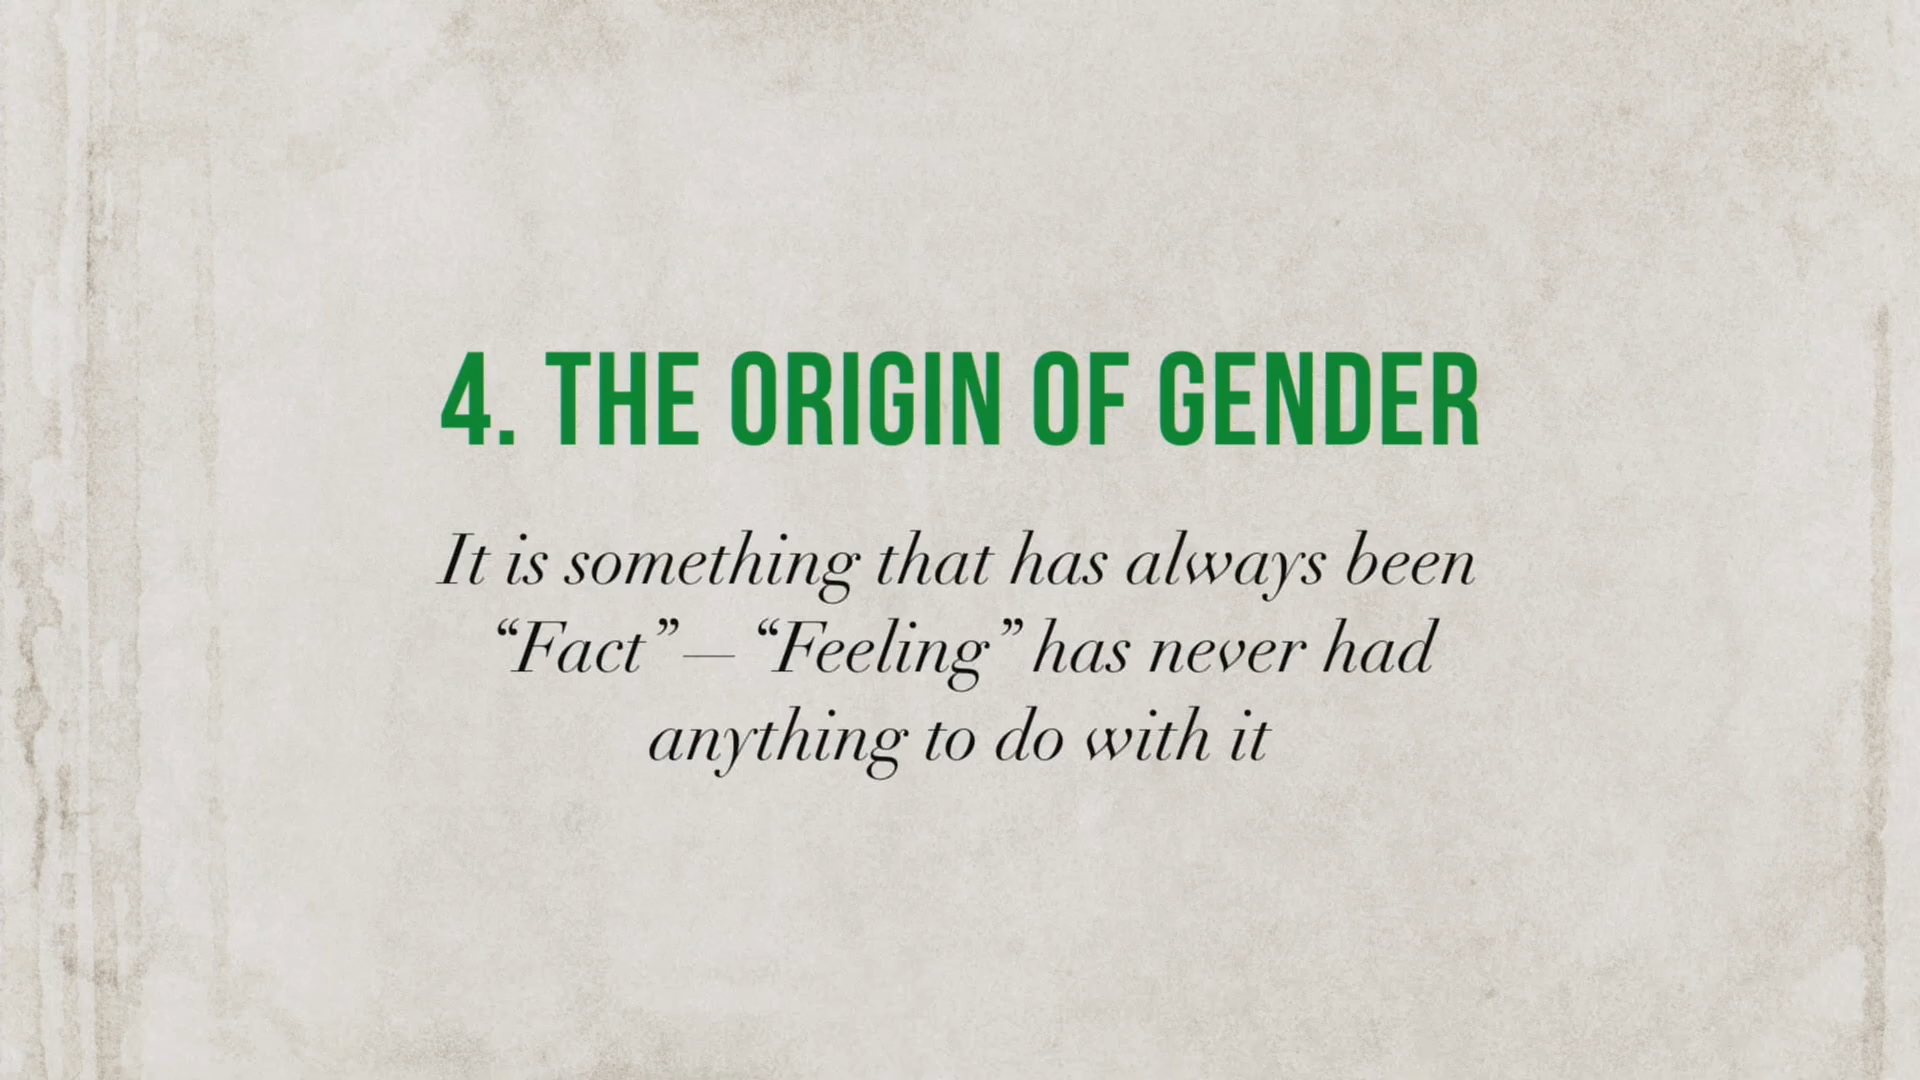 4. THE ORIGIN OF GENDER
It is something that has always been
“Fact”— “Feeling” has never had
anything to do with it